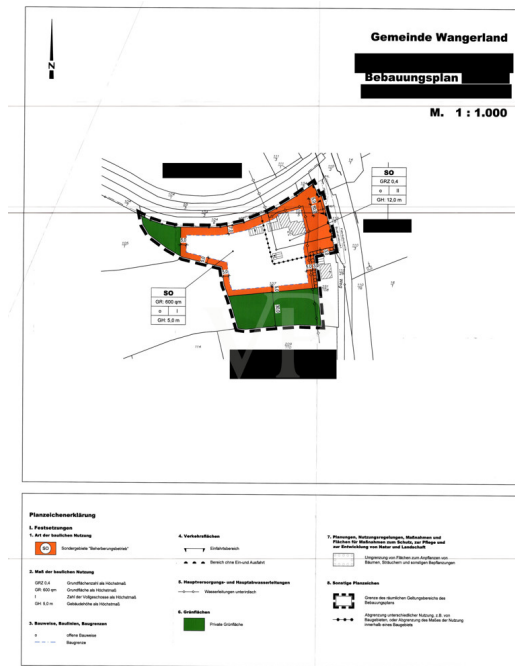 N
Gemeinde Wangerland
Bebauungsplan
M. 1 : 1.000
SO
GRZ 0,4
o II
GH: 12,0 m
SO
GR: 600 qm
o I
GH: 5,0 m
Weg
Planzeichenerklärung
I. Festsetzungen
1. Art der baulichen Nutzung
SO Sondergebiete "Beherbergungsbetrieb"
2. Maß der baulichen Nutzung
GRZ 0,4 Grundflächenzahl als Höchstmaß
GR: 600 qm Grundfläche als Höchstmaß
I Zahl der Vollgeschosse als Höchstmaß
GH: 5,0 m Gebäudehöhe als Höchstmaß
3. Bauweise, Baulinien, Baugrenzen
o offene Bauweise
Baugrenze
4. Verkehrsflächen
Einfahrtbereich
Bereich ohne Ein-und Ausfahrt
5. Hauptversorgungs- und Hauptabwasserleitungen
Wasserleitungen unterirdisch
6. Grünflächen
Private Grünfläche
7. Planungen, Nutzungsregelungen, Maßnahmen und
Flächen für Maßnahmen zum Schutz, zur Pflege und
zur Entwicklung von Natur und Landschaft
Umgrenzung von Flächen zum Anpflanzen von
Bäumen, Sträuchern und sonstigen Bepflanzungen
8. Sonstige Planzeichen
Grenze des räumlichen Geltungsbereichs des
Bebauungsplans
Abgrenzung unterschiedlicher Nutzung, z.B. von
Baugebieten, oder Abgrenzung des Maßes der Nutzung
innerhalb eines Baugebiets